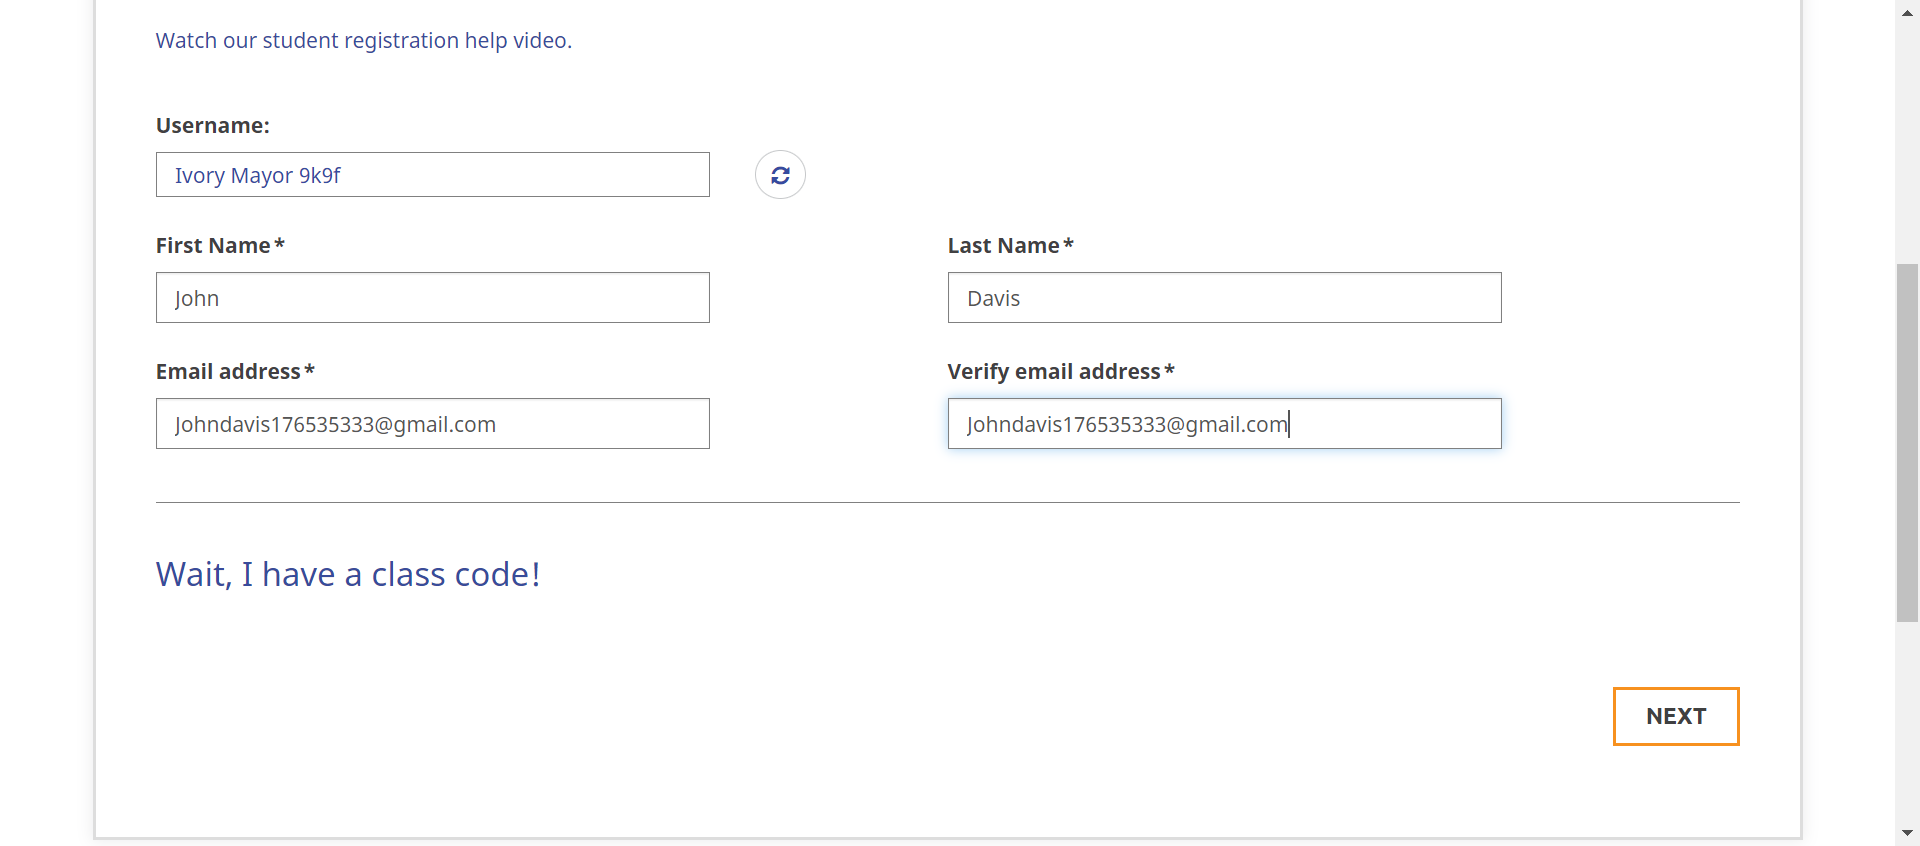 Watch our student registration help video.
Username:
Ivory Mayor 9k9f
First Name*
Last Name*
John
Davis
Email address*
Verify email address*
Johndavis176535333@gmail.com
Johndavis176535333@gmail.com
Wait, I have a class code!
NEXT